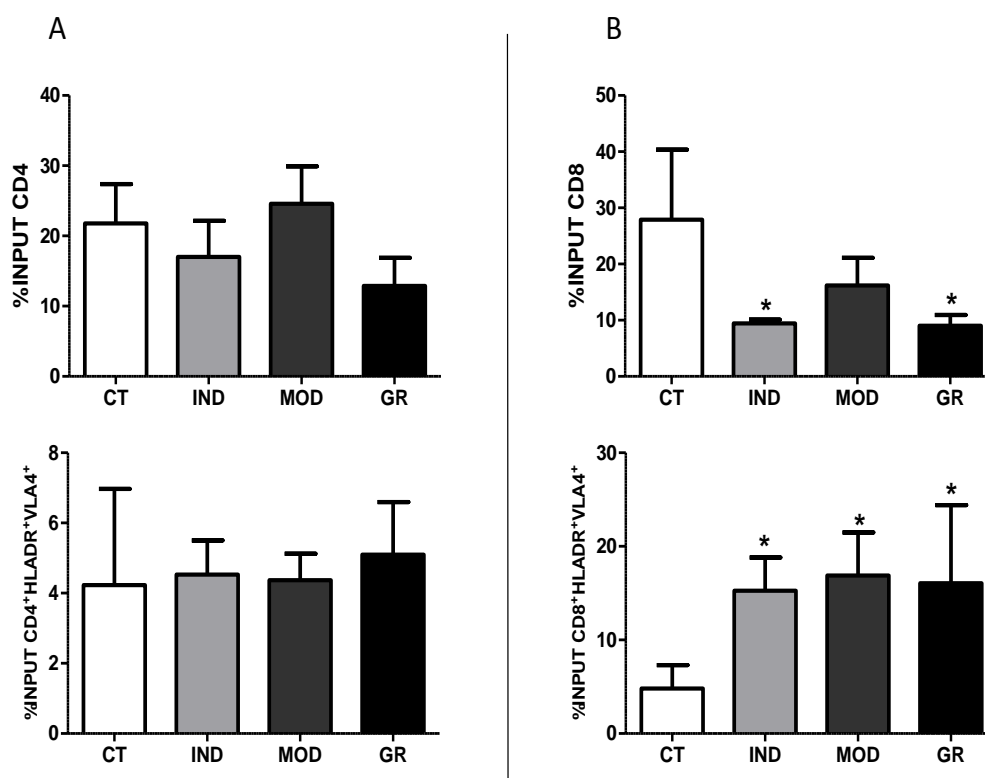 A
%INPUT CD4
40
30
20
10
0
CT IND MOD GR
%INPUT CD4⁺HLADR⁺VLA4⁺
8
6
4
2
0
CT IND MOD GR
B
%INPUT CD8
50
40
30
20
10
0
*
*
CT IND MOD GR
%INPUT CD8⁺HLADR⁺VLA4⁺
30
20
10
0
*
*
*
CT IND MOD GR